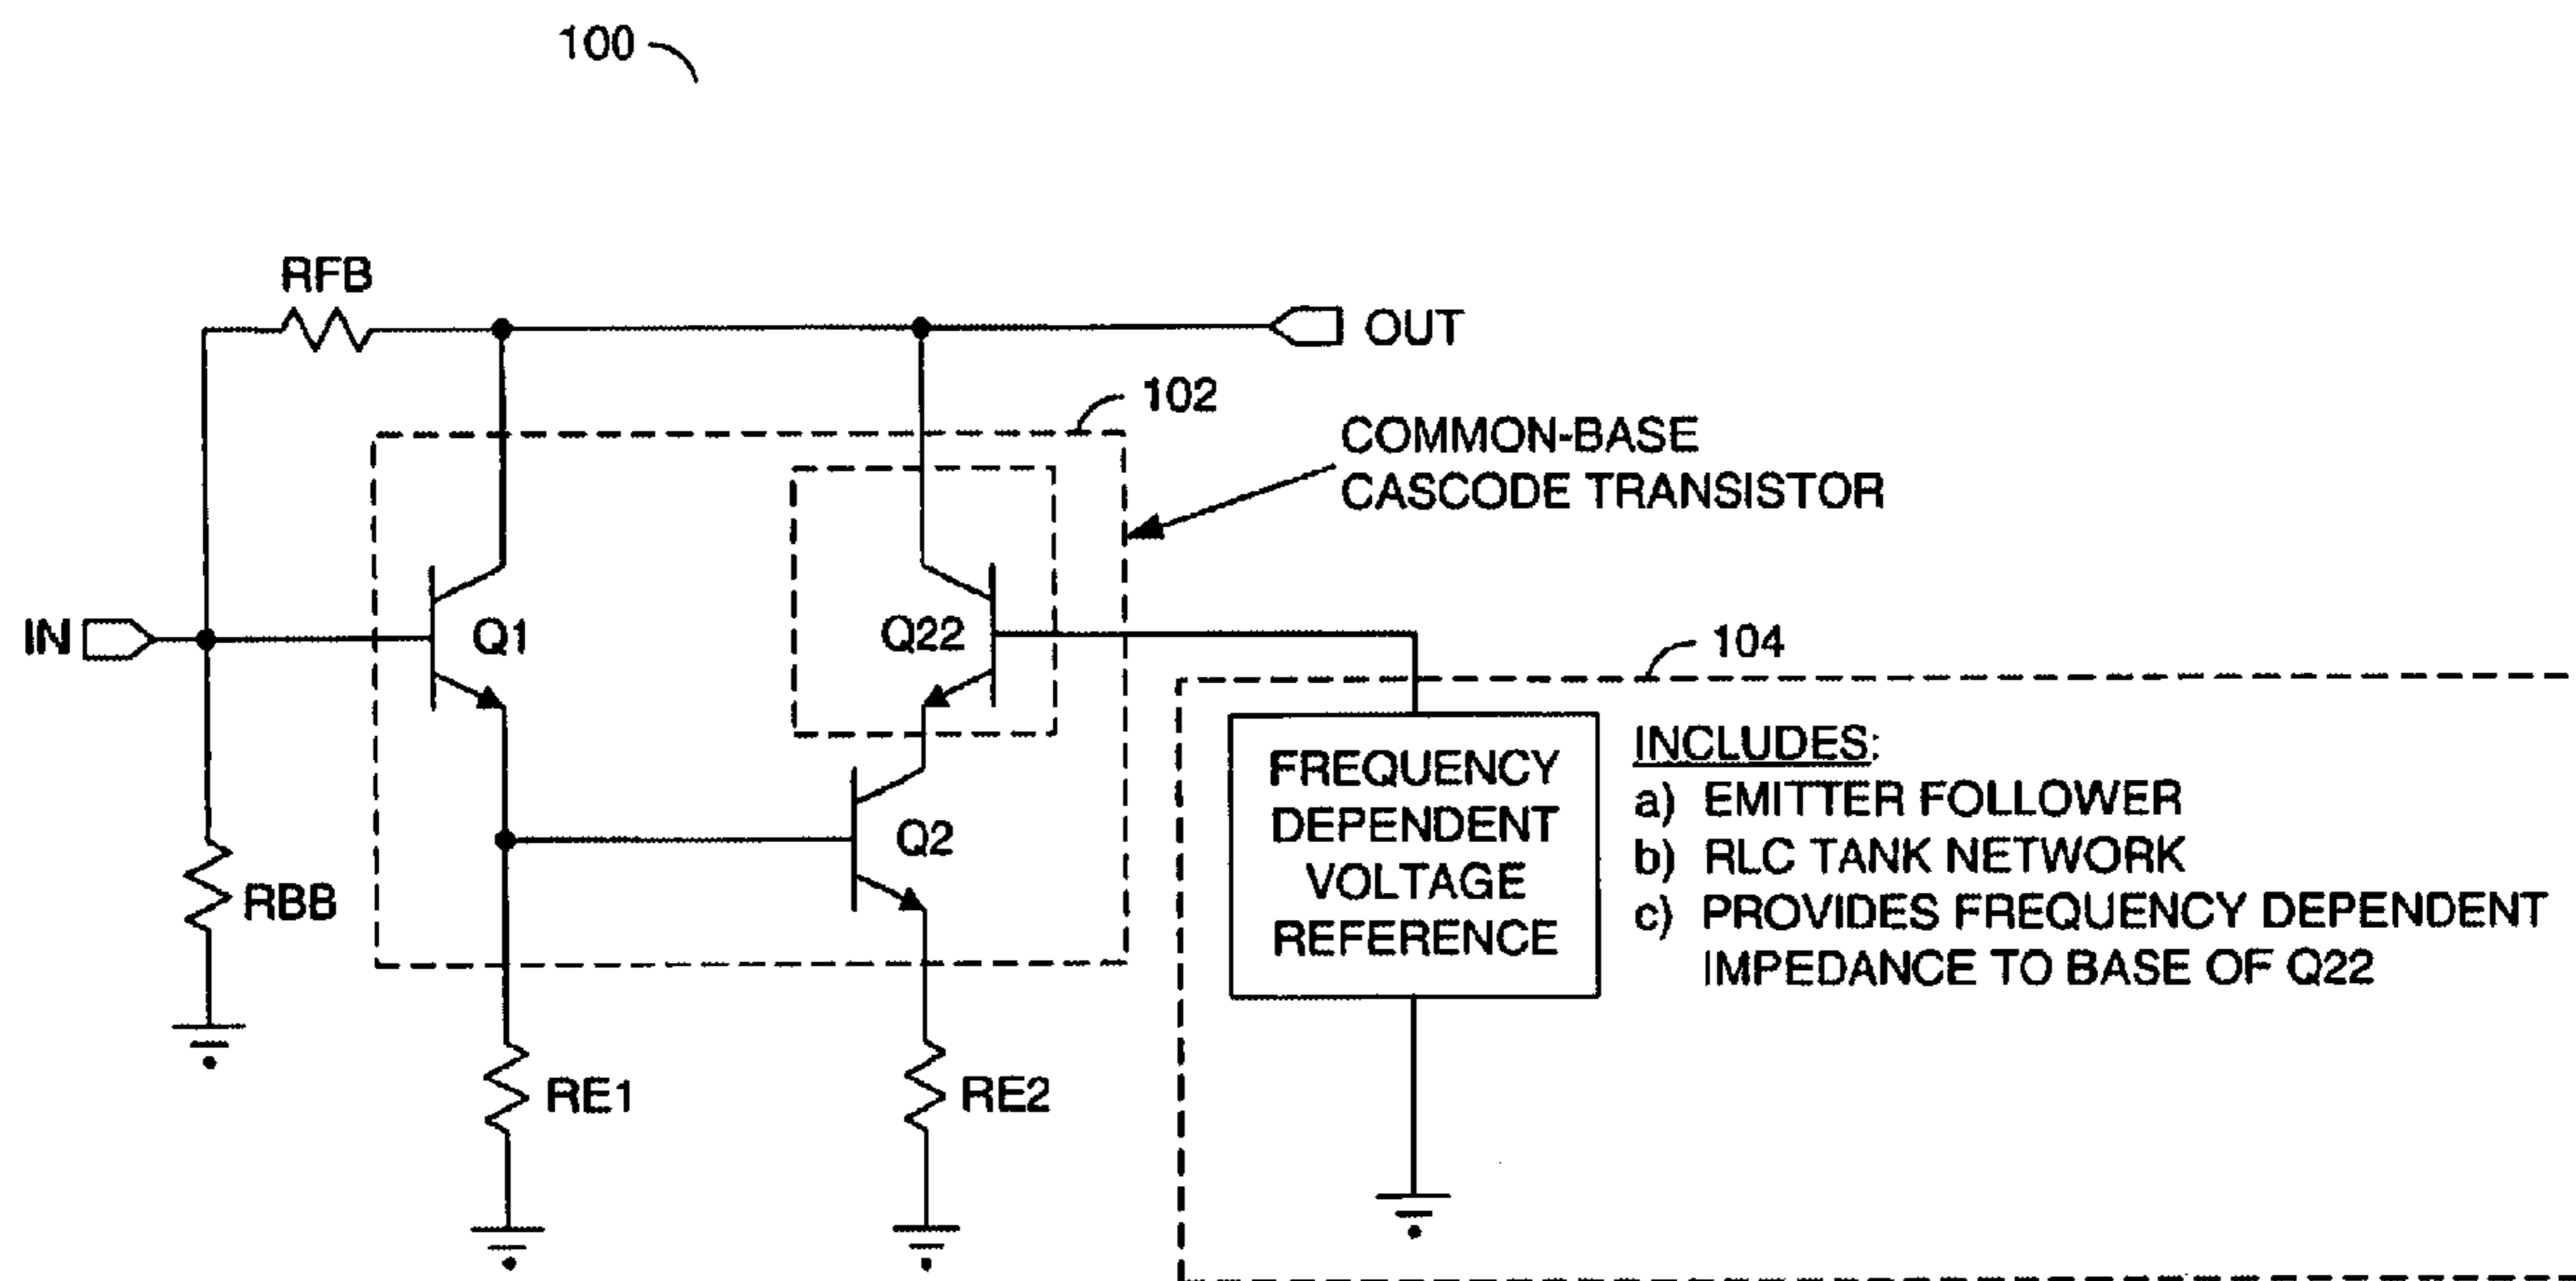 100
RFB
OUT
102
COMMON-BASE
CASCODE TRANSISTOR
IN
Q1
Q22
104
FREQUENCY
DEPENDENT
VOLTAGE
REFERENCE
INCLUDES:
a) EMITTER FOLLOWER
b) RLC TANK NETWORK
c) PROVIDES FREQUENCY DEPENDENT
IMPEDANCE TO BASE OF Q22
Q2
RBB
RE1
RE2